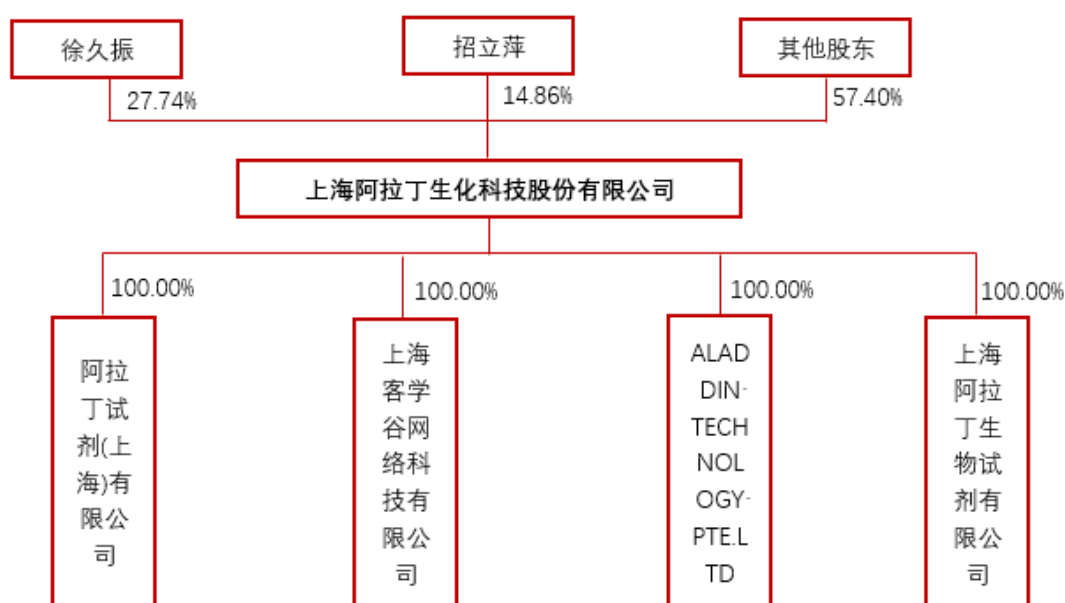 徐久振
招立萍
其他股东
27.74%
14.86%
57.40%
上海阿拉丁生化科技股份有限公司
100.00%
100.00%
100.00%
100.00%
阿拉
丁试
剂(上
海)有
限公
司
上海
客学
谷网
络科
技有
限公
司
ALAD
DIN-
TECH
NOL
OGY-
PTE.L
TD
上海
阿拉
丁生
物试
剂有
限公
司